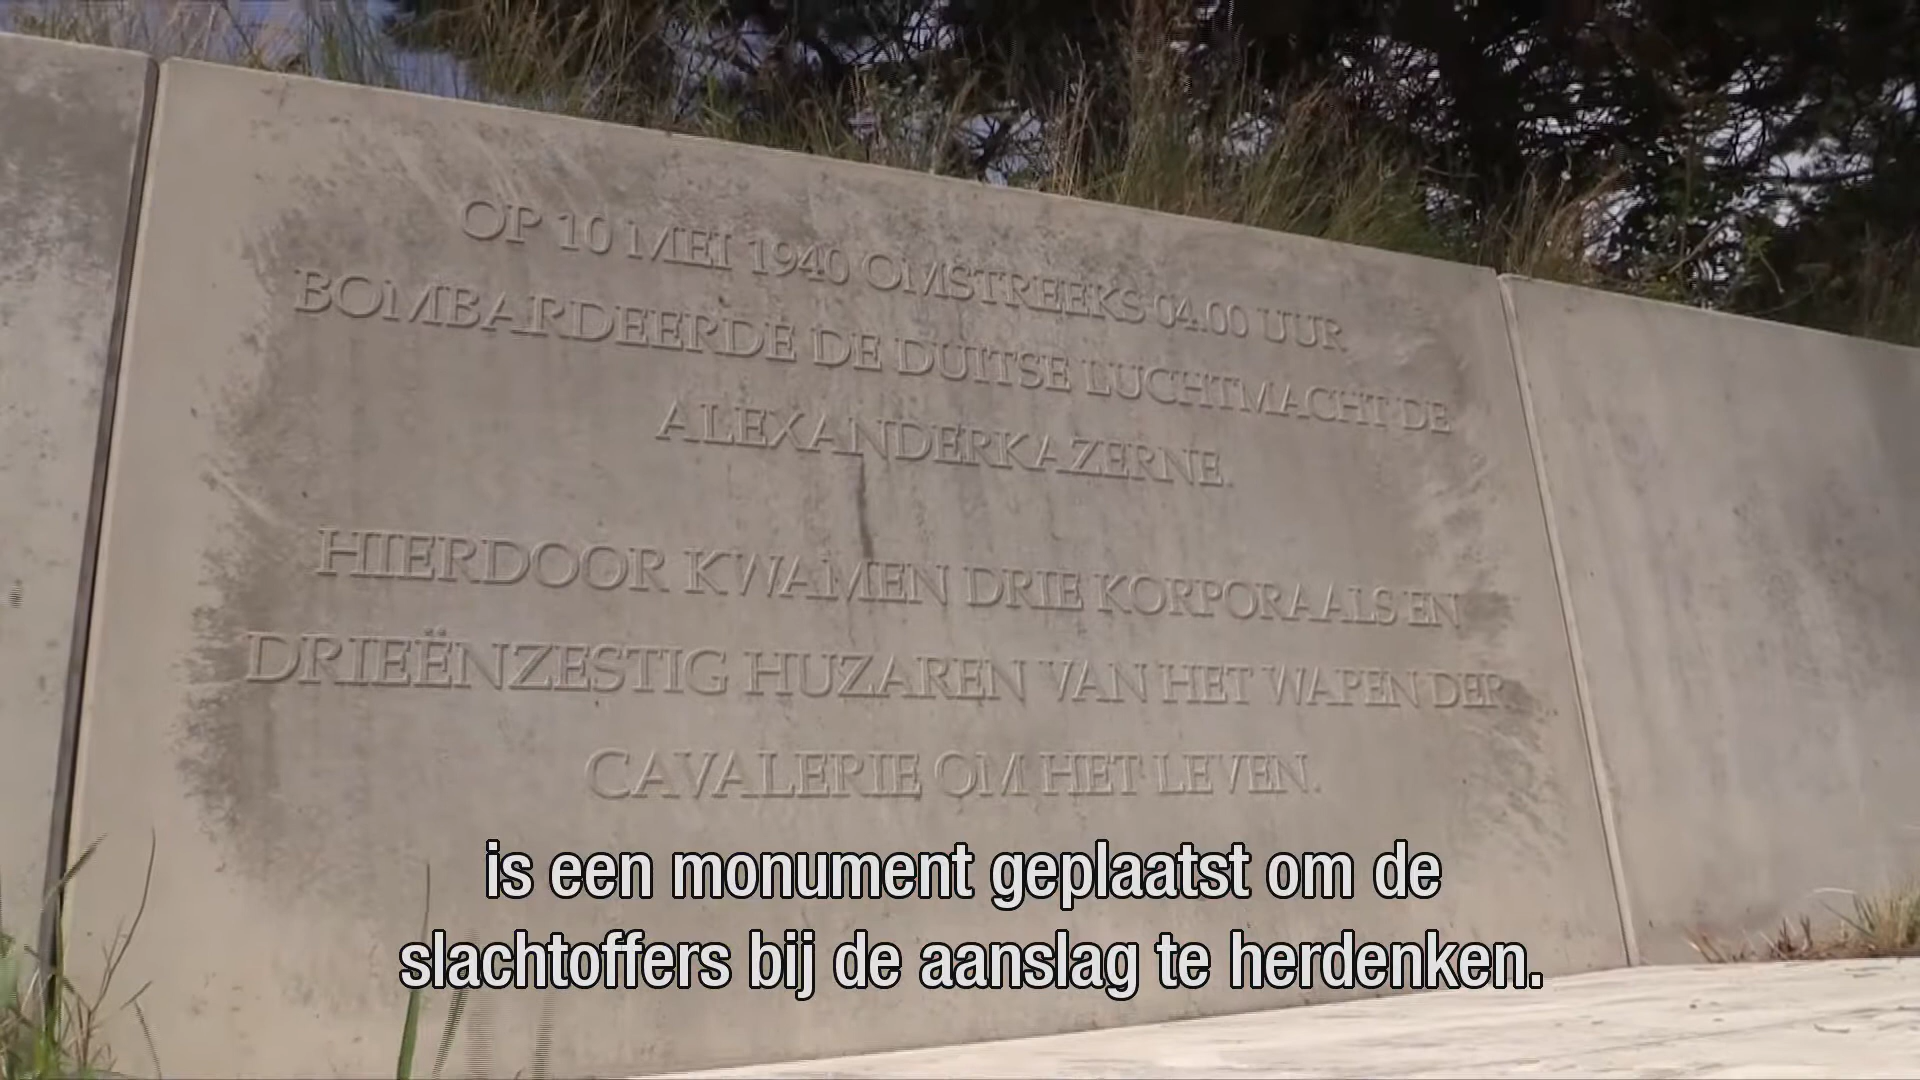 OP 10 MEI 1940 OMSTREEKS 04.00 UUR
BOMBARDEERDE DE DUITSE LUCHTMACHT DE
ALEXANDERKAZERNE.
HIERDOOR KWAMEN DRIE KORPORAALS EN
DRIEËNZESTIG HUZAREN VAN HET WAPEN DER
CAVALERIE OM HET LEVEN.
is een monument geplaatst om de
slachtoffers bij de aanslag te herdenken.